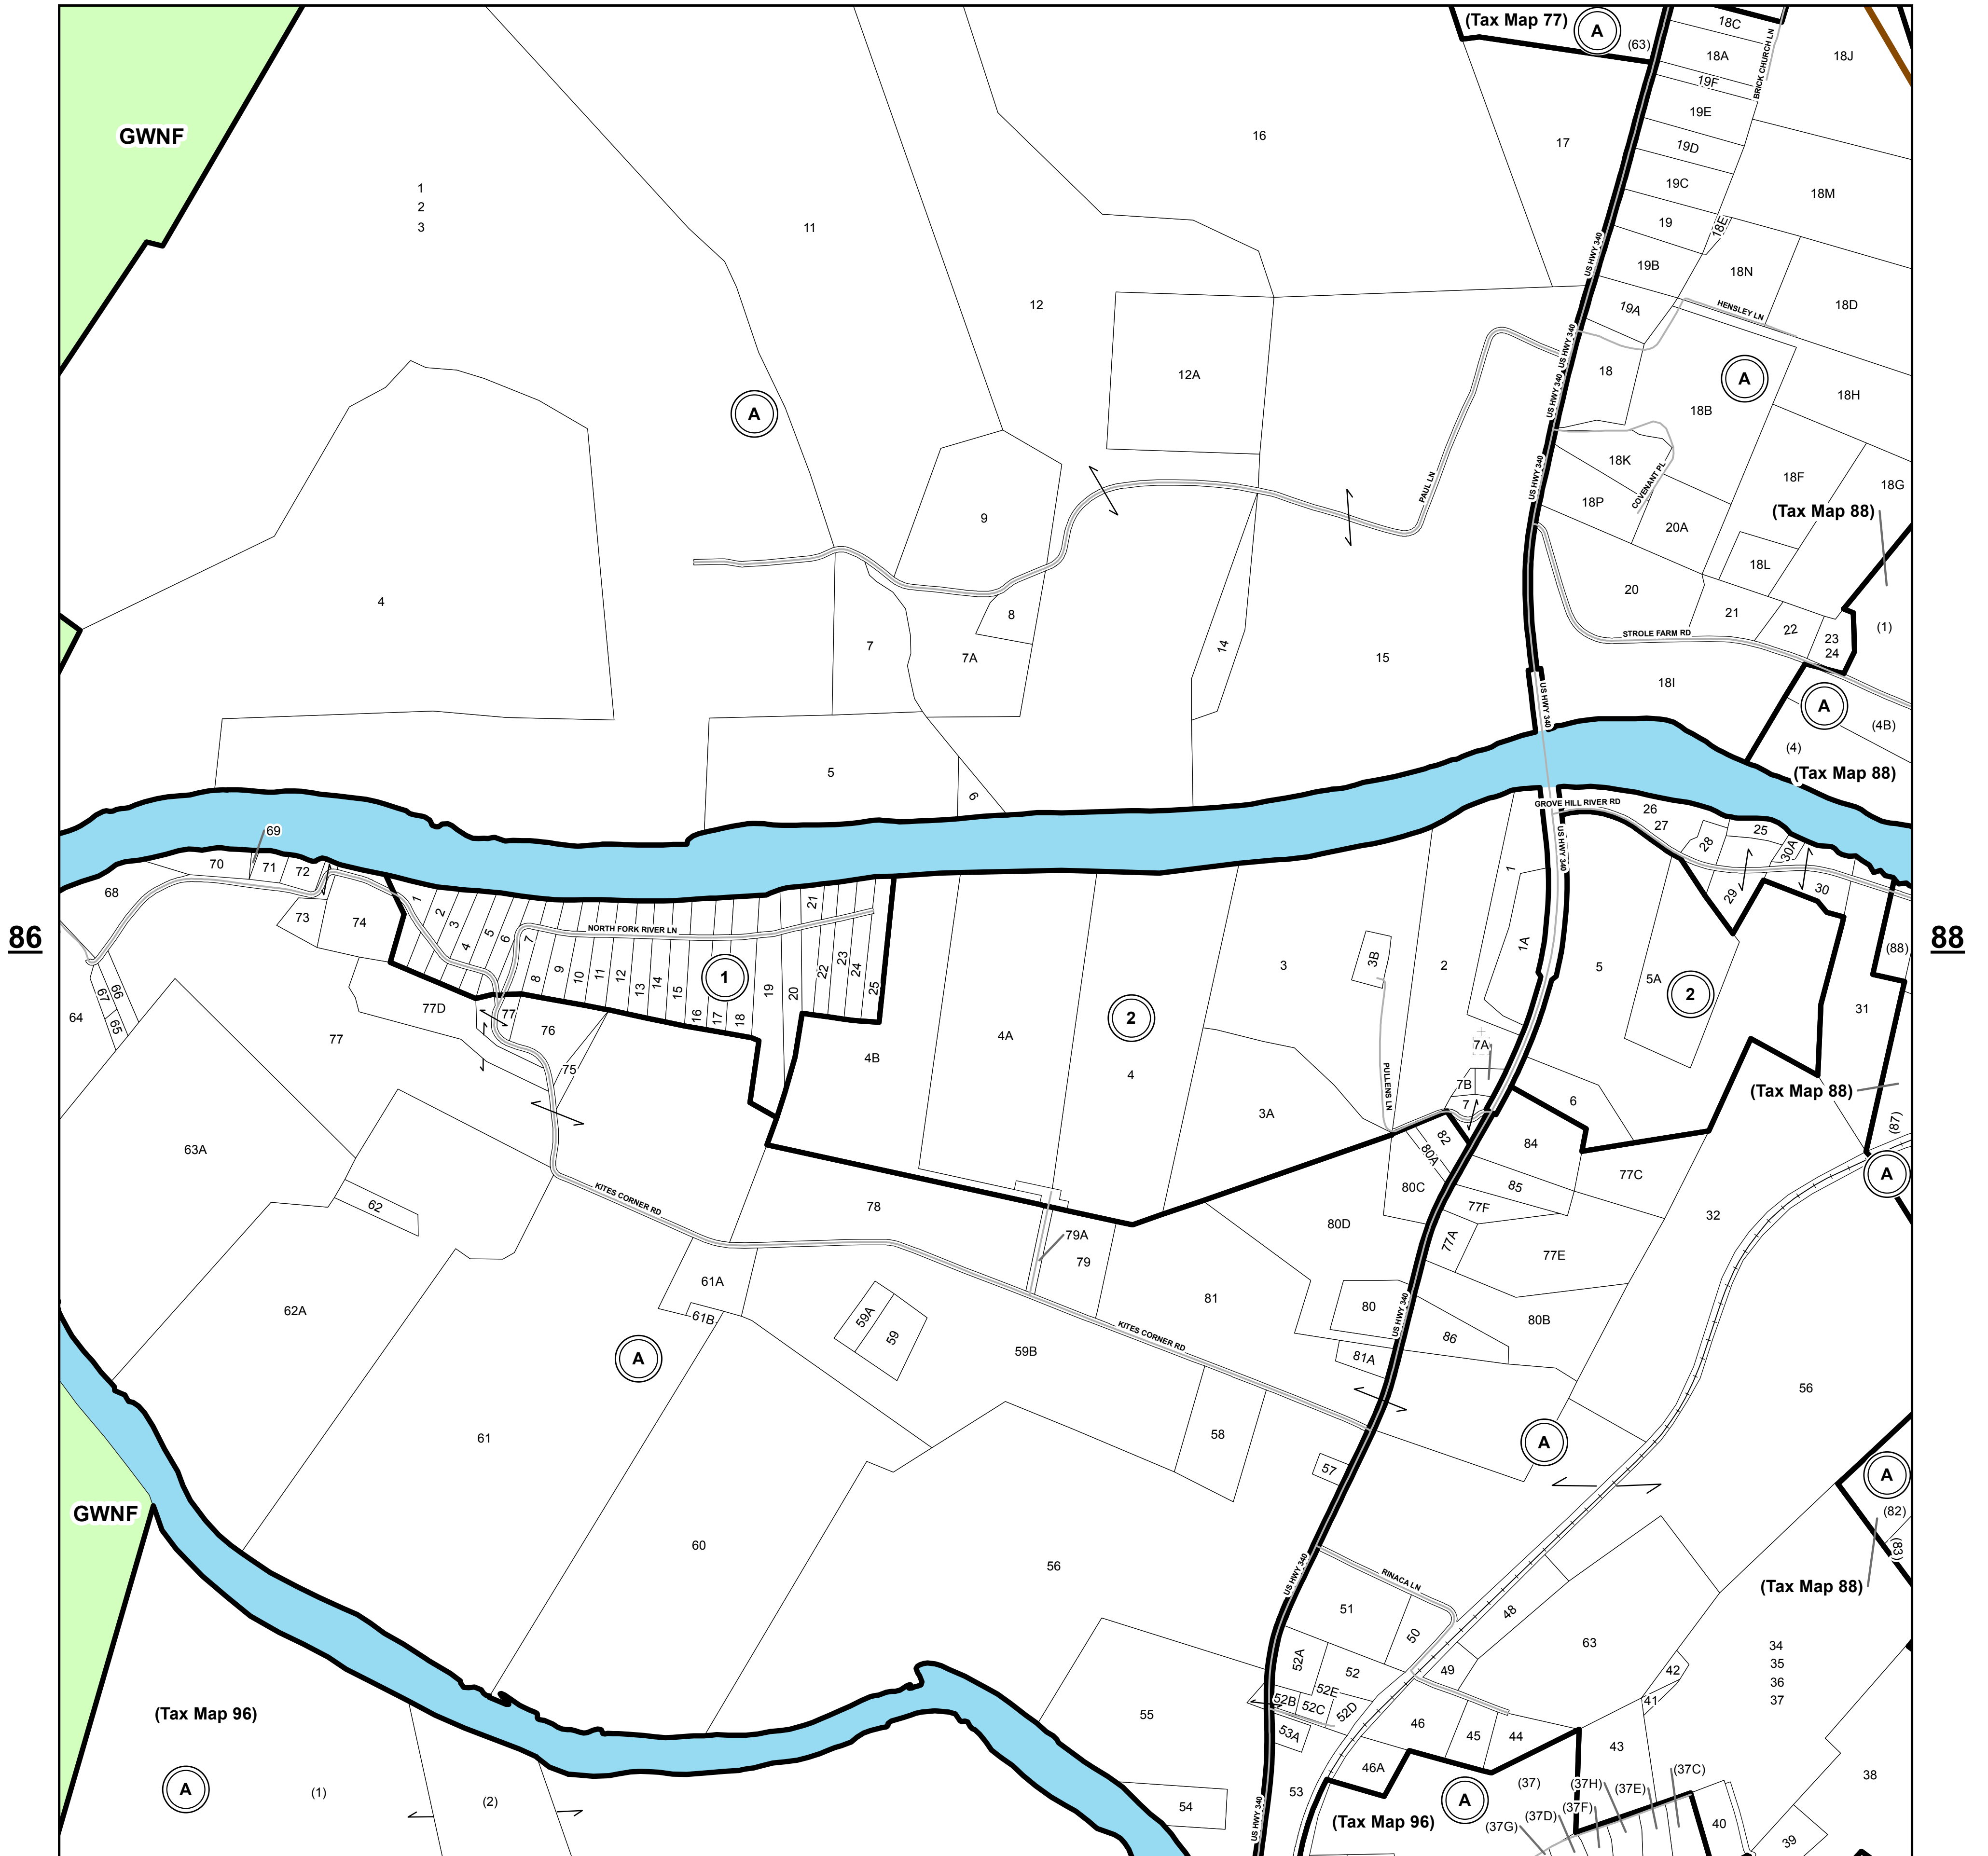 (Tax Map 77)
A
(63)
18C
18A
19F
19E
19D
19C
19
19B
19A
18E
BRICK CHURCH LN
18J
18M
18N
18D
HENSLEY LN
GWNF
1
2
3
11
16
17
12
12A
US HWY 340
US HWY 340
US HWY 340
US HWY 340
A
18
18B
A
18H
18K
18P
COVENANT PL
20A
18F
18G
(Tax Map 88)
18L
PAUL LN
9
4
8
7
7A
14
15
20
21
22
23
24
(1)
STROLE FARM RD
18I
US HWY 340
A
(4B)
(4)
(Tax Map 88)
5
6
GROVE HILL RIVER RD
26
27
25
28
30A
29
30
US HWY 340
69
70
71
72
68
73
74
1
2
3
4
5
6
7
8
9
10
11
12
13
14
15
16
17
18
19
20
21
22
23
24
25
NORTH FORK RIVER LN
1
86
88
64
67
66
65
77D
77
77
76
75
4B
4A
2
4
3
3B
3A
2
1
1A
5
5A
2
(88)
31
7A
7B
7
PULLENS LN
6
(Tax Map 88)
(87)
A
82
80A
80C
84
85
77C
77F
77A
77E
32
63A
62
KITES CORNER RD
78
79A
79
80D
81
61A
61B
62A
59A
59
59B
KITES CORNER RD
80
US HWY 340
86
80B
81A
56
A
61
58
57
A
A
(82)
(83)
(Tax Map 88)
GWNF
60
56
US HWY 340
RINACA LN
51
50
48
63
34
35
36
37
52A
52
52E
52B
52C
52D
49
42
41
53A
46
45
44
43
46A
55
54
53
(Tax Map 96)
A
(1)
(2)
US HWY 340
(Tax Map 96)
A
(37)
(37H)
(37E)
(37C)
(37F)
(37D)
(37G)
40
39
38